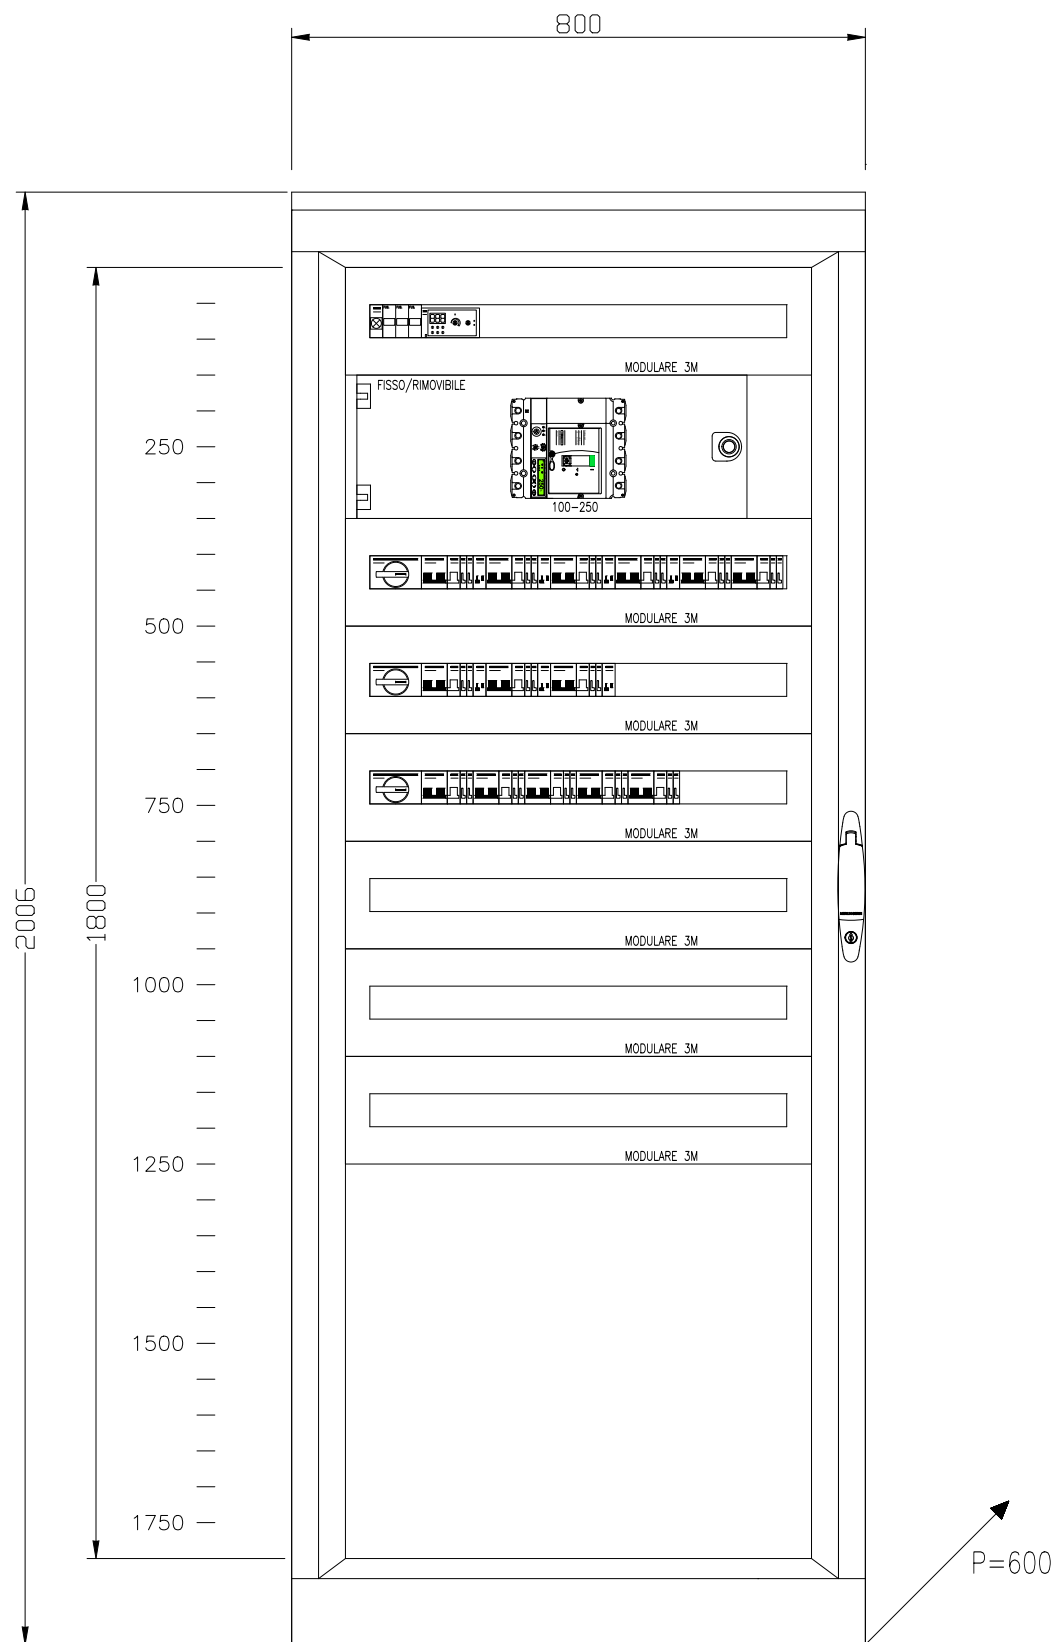 800
MODULARE 3M
FISSO/RIMOVIBILE
250
100-250
MODULARE 3M
500
MODULARE 3M
750
MODULARE 3M
2006
1800
MODULARE 3M
1000
MODULARE 3M
1250
MODULARE 3M
1500
1750
P=600